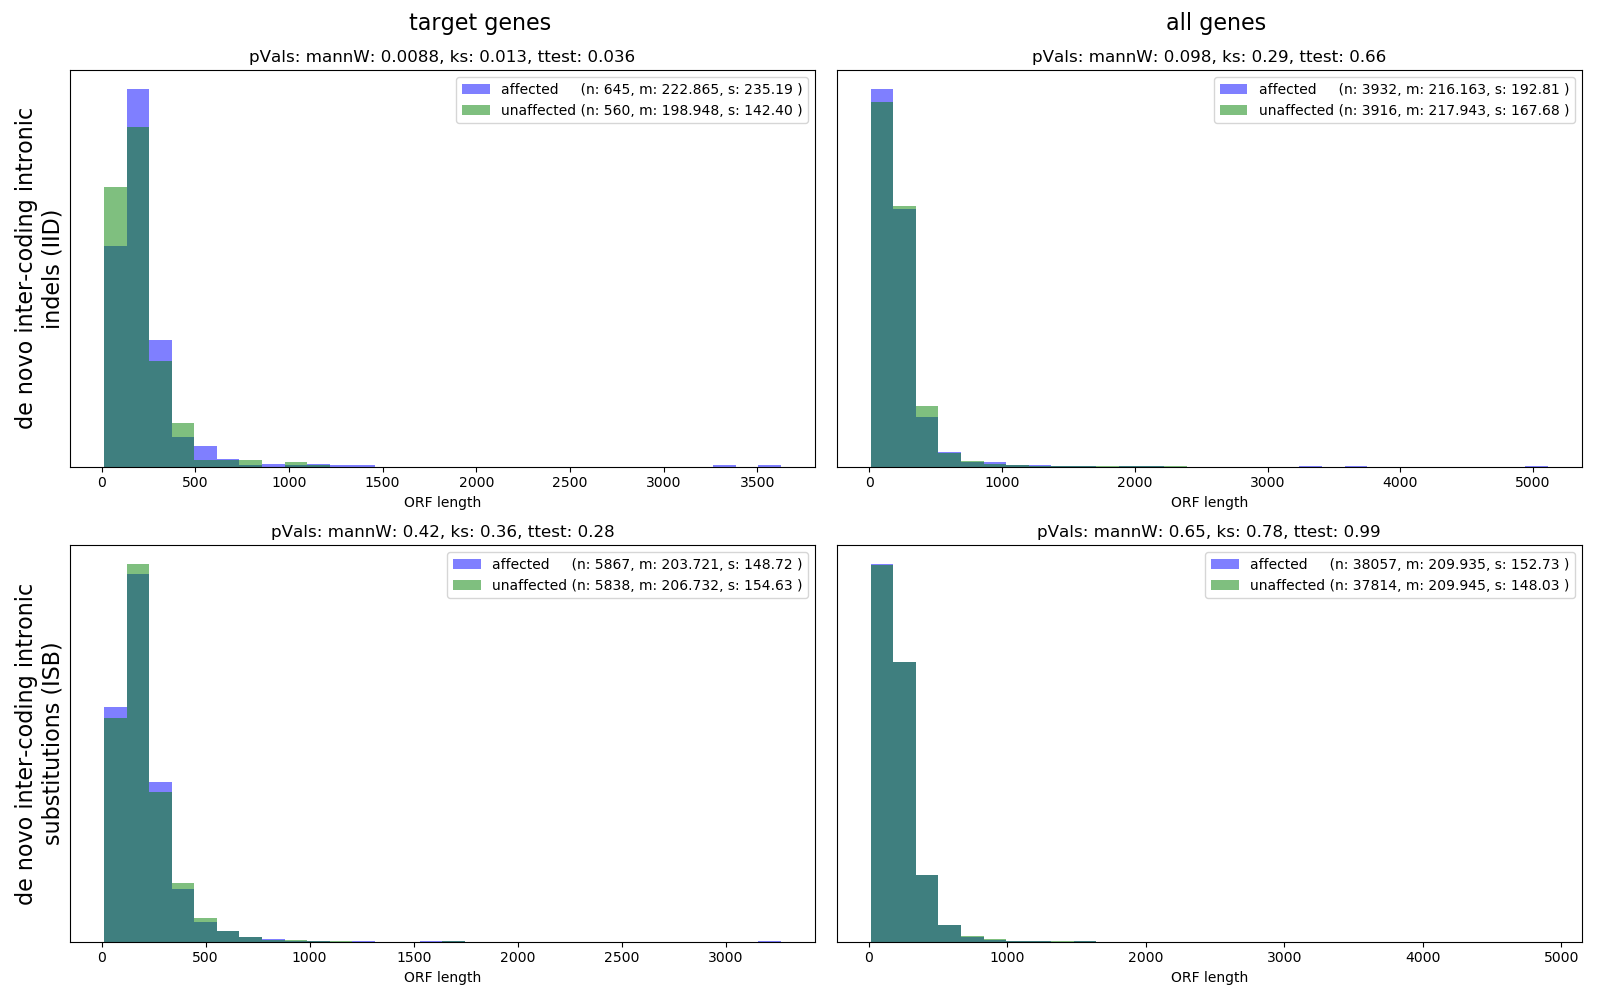 target genes
all genes
pVals: mannW: 0.0088, ks: 0.013, ttest: 0.036
pVals: mannW: 0.098, ks: 0.29, ttest: 0.66
de novo inter-coding intronic
indels (IID)
affected (n: 645, m: 222.865, s: 235.19 )
unaffected (n: 560, m: 198.948, s: 142.40 )
0 500 1000 1500 2000 2500 3000 3500
ORF length
affected (n: 3932, m: 216.163, s: 192.81 )
unaffected (n: 3916, m: 217.943, s: 167.68 )
0 1000 2000 3000 4000 5000
ORF length
pVals: mannW: 0.42, ks: 0.36, ttest: 0.28
pVals: mannW: 0.65, ks: 0.78, ttest: 0.99
de novo inter-coding intronic
substitutions (ISB)
affected (n: 5867, m: 203.721, s: 148.72 )
unaffected (n: 5838, m: 206.732, s: 154.63 )
0 500 1000 1500 2000 2500 3000
ORF length
affected (n: 38057, m: 209.935, s: 152.73 )
unaffected (n: 37814, m: 209.945, s: 148.03 )
0 1000 2000 3000 4000 5000
ORF length